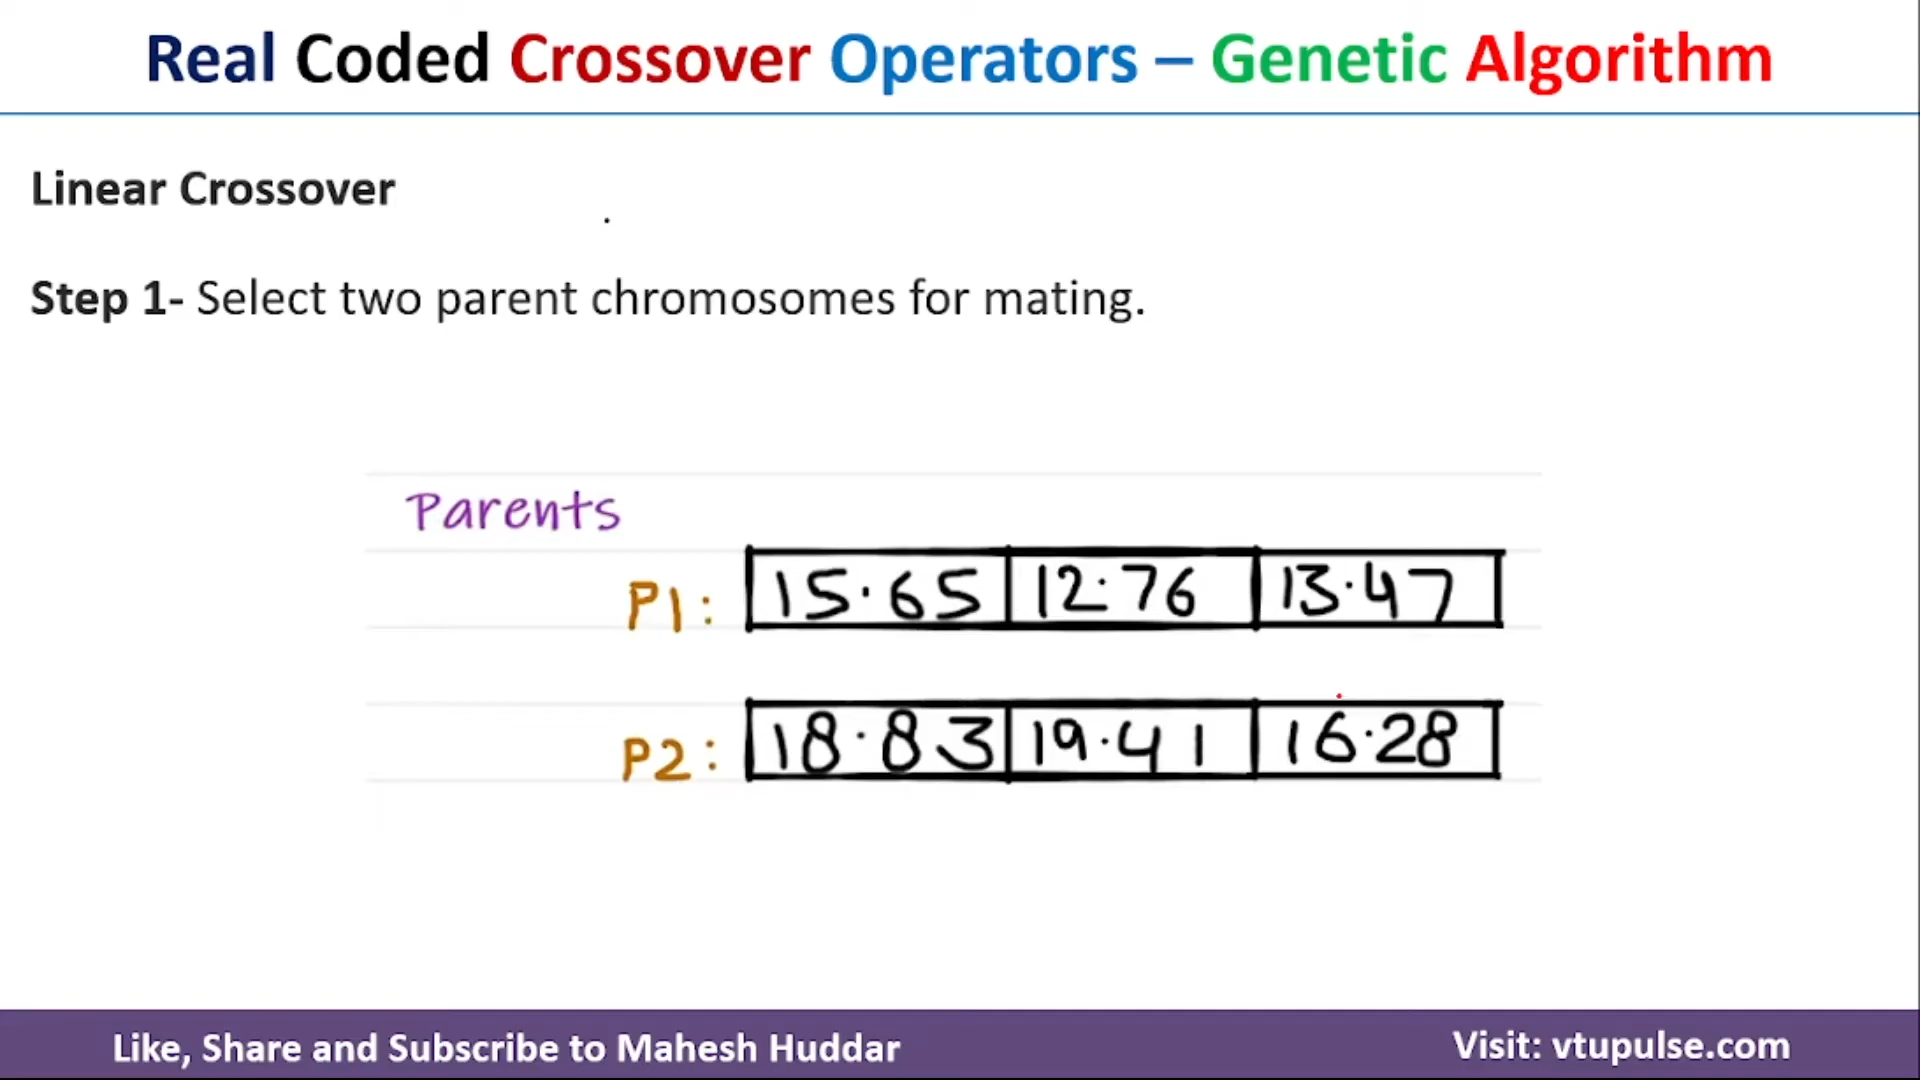 Real Coded Crossover Operators – Genetic Algorithm
Linear Crossover
Step 1- Select two parent chromosomes for mating.
Parents
P1: 15.65 12.76 13.47
P2: 18.83 19.41 16.28
Like, Share and Subscribe to Mahesh Huddar Visit: vtupulse.com